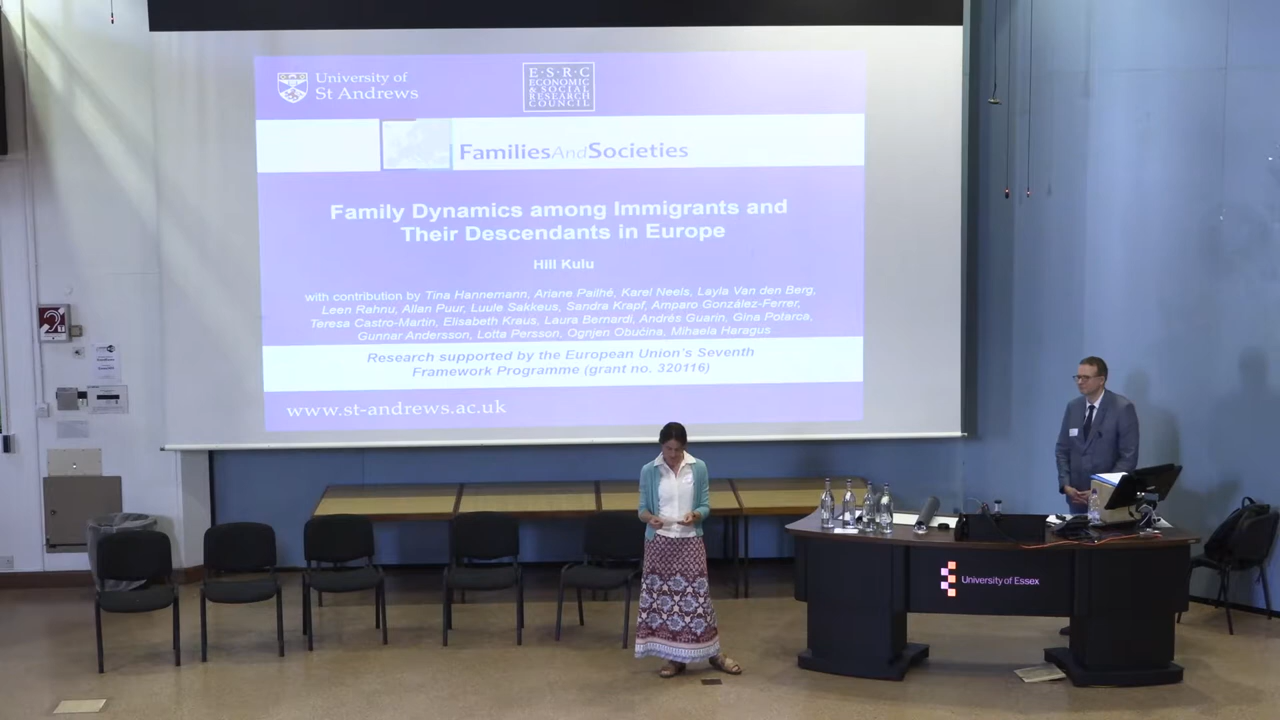 University of
St Andrews
E·S·R·C
ECONOMIC
& SOCIAL
RESEARCH
COUNCIL
FamiliesAndSocieties
Family Dynamics among Immigrants and
Their Descendants in Europe
Hill Kulu
with contribution by Tina Hannemann, Ariane Pailhé, Karel Neels, Layla Van den Berg,
Leen Rahnu, Allan Puur, Luule Sakkeus, Sandra Krapf, Amparo González-Ferrer,
Teresa Castro-Martin, Elisabeth Kraus, Laura Bernardi, Andrés Guarin, Gina Potarca,
Gunnar Andersson, Lotta Persson, Ognjen Obućina, Mihaela Haragus
Research supported by the European Union's Seventh
Framework Programme (grant no. 320116)
www.st-andrews.ac.uk
University of Essex